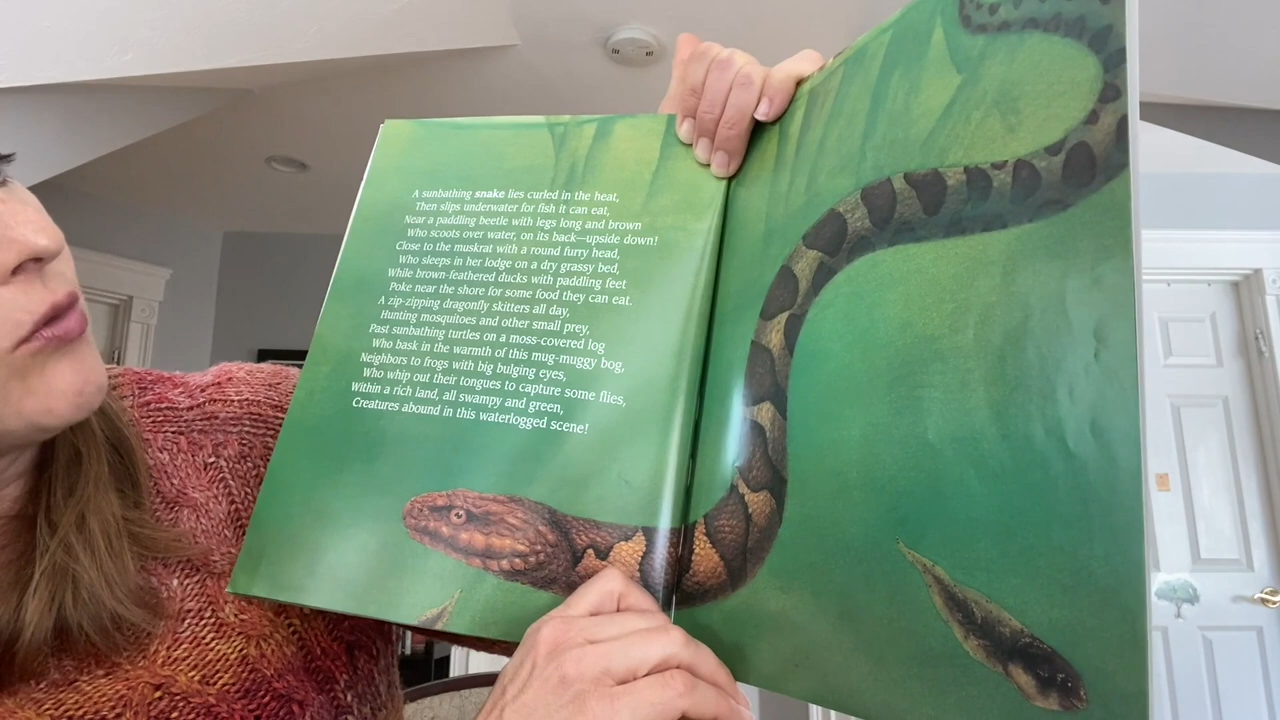 A sunbathing snake lies curled in the heat,
Then slips underwater for fish it can eat,
Near a paddling beetle with legs long and brown
Who scoots over water, on its back—upside down!
Close to the muskrat with a round furry head,
Who sleeps in her lodge on a dry grassy bed,
While brown-feathered ducks with paddling feet
Poke near the shore for some food they can eat.
A zip-zipping dragonfly skitters all day,
Hunting mosquitoes and other small prey,
Past sunbathing turtles on a moss-covered log
Who bask in the warmth of this mug-muggy bog,
Neighbors to frogs with big bulging eyes,
Who whip out their tongues to capture some flies,
Within a rich land, all swampy and green,
Creatures abound in this waterlogged scene!